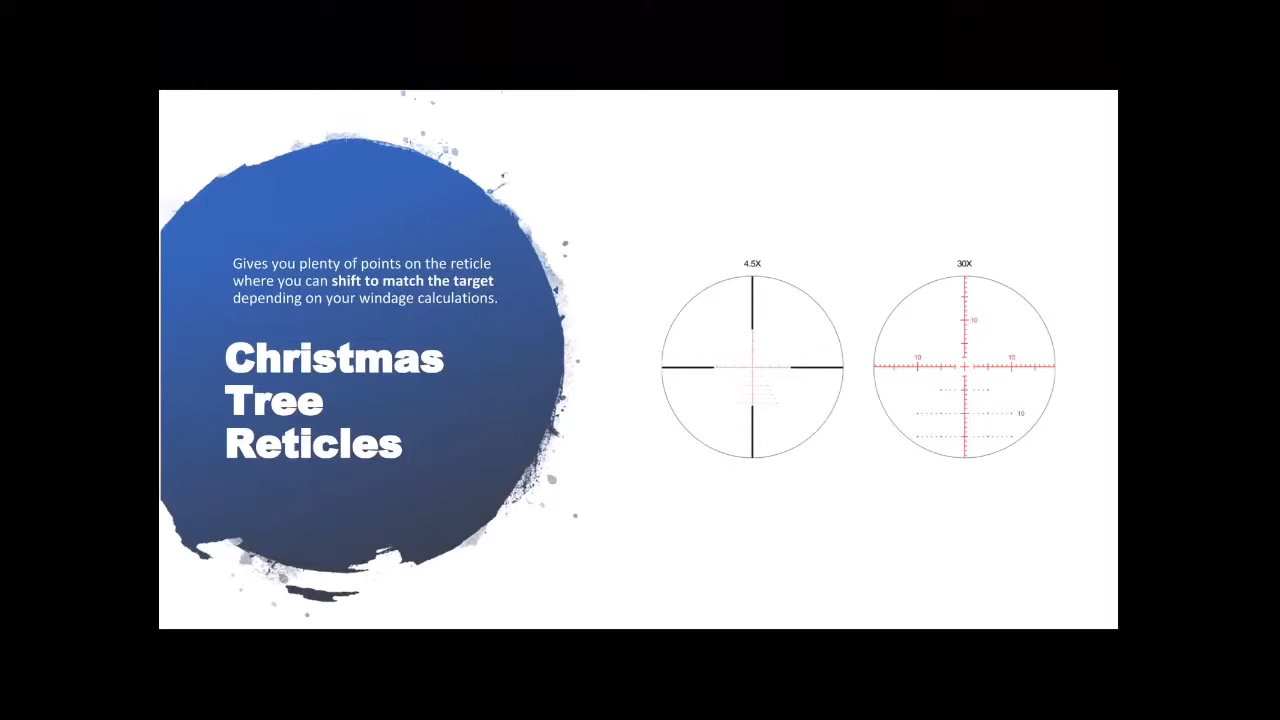 Gives you plenty of points on the reticle
where you can shift to match the target
depending on your windage calculations.
Christmas
Tree
Reticles
4.5X
30X
10
10
10
10